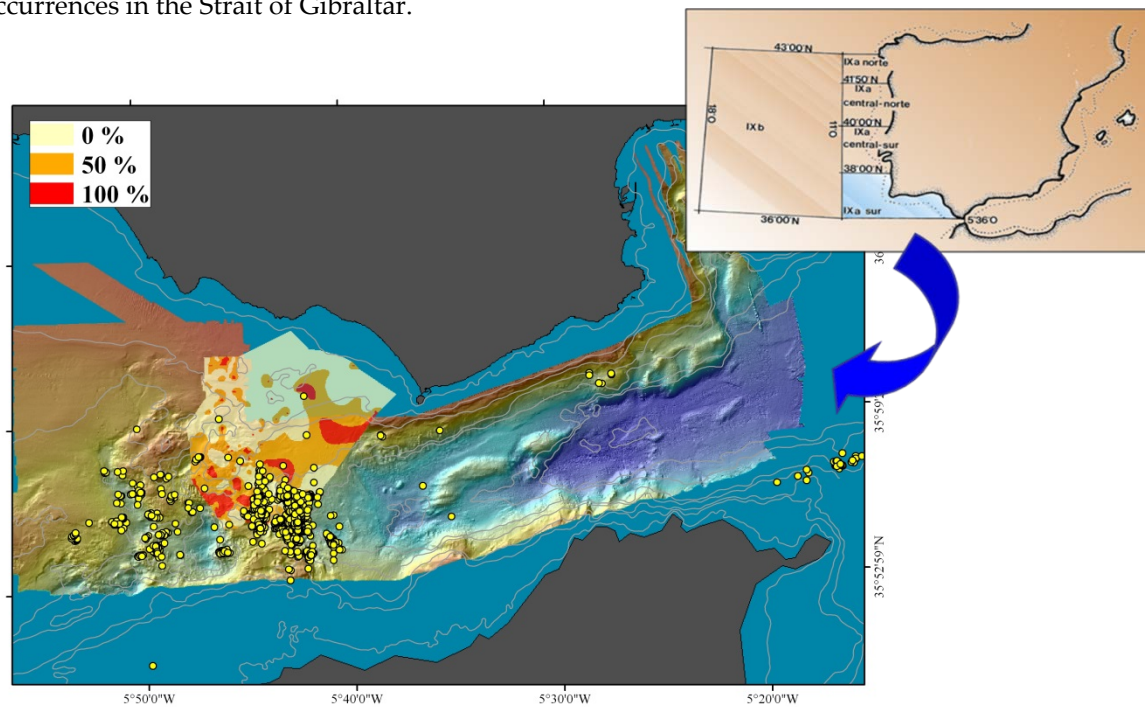 occurrences in the Strait of Gibraltar.
0 %
50 %
100 %
43'00'N
IXa norte
41'50'N
IXa
central-norte
40'00'N
IXa
central-sur
38'00'N
IXa sur
36'00'N
5'36'O
18'O
11'O
IXb
35°59'
35°52'59"N
5°50'0"W
5°40'0"W
5°30'0"W
5°20'0"W